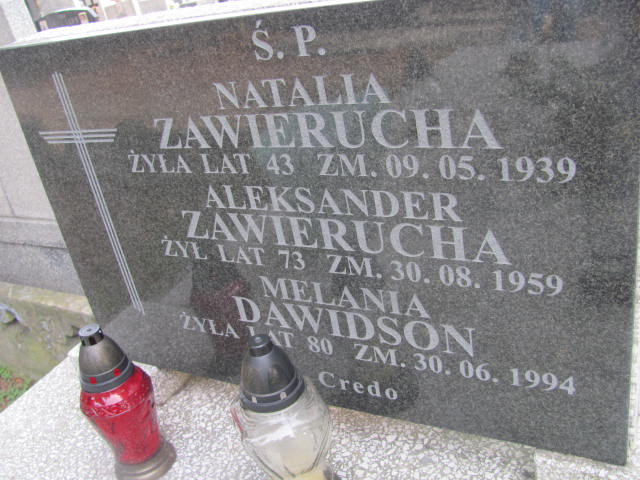 Ś. P.
NATALIA
ZAWIERUCHA
ŻYŁA LAT 43 ZM. 09. 05. 1939
ALEKSANDER
ZAWIERUCHA
ŻYŁ LAT 73 ZM. 30. 08. 1959
MELANIA
DAWIDSON
ŻYŁA LAT 80 ZM. 30. 06. 1994
Credo